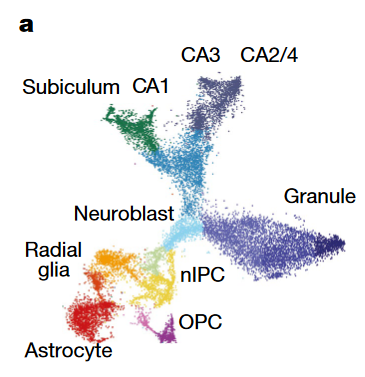 a
CA3 CA2/4
Subiculum CA1
Granule
Neuroblast
Radial
glia
nIPC
OPC
Astrocyte